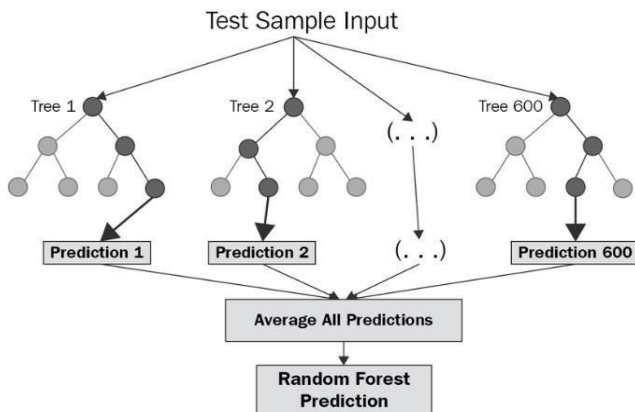 Test Sample Input
Tree 1
Tree 2
(. . .)
Tree 600
Prediction 1
Prediction 2
(. . .)
Prediction 600
Average All Predictions
Random Forest
Prediction